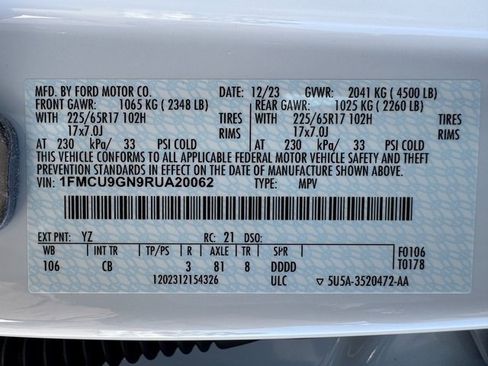 MFD. BY FORD MOTOR CO. DATE: 12/23 GVWR: 2041 KG ( 4500 LB)
FRONT GAWR: 1065 KG ( 2348 LB) REAR GAWR: 1025 KG ( 2260 LB)
WITH 225/65R17 102H TIRES WITH 225/65R17 102H TIRES
17x7.0J RIMS 17x7.0J RIMS
AT 230 kPa/ 33 PSI COLD AT 230 kPa/ 33 PSI COLD
THIS VEHICLE CONFORMS TO ALL APPLICABLE FEDERAL MOTOR VEHICLE SAFETY
STANDARDS IN EFFECT ON THE DATE OF MANUFACTURE SHOWN ABOVE.
VIN: 1FMCU9GN9RUA20062 TYPE: MPV
EXT PNT: YZ RC: 21 DSO:
WB INT TR TP/PS R AXLE TR SPR F0106
106 CB 3 81 8 DDDD T0178
1202312154326 ULC 5U5A-3520472-AA